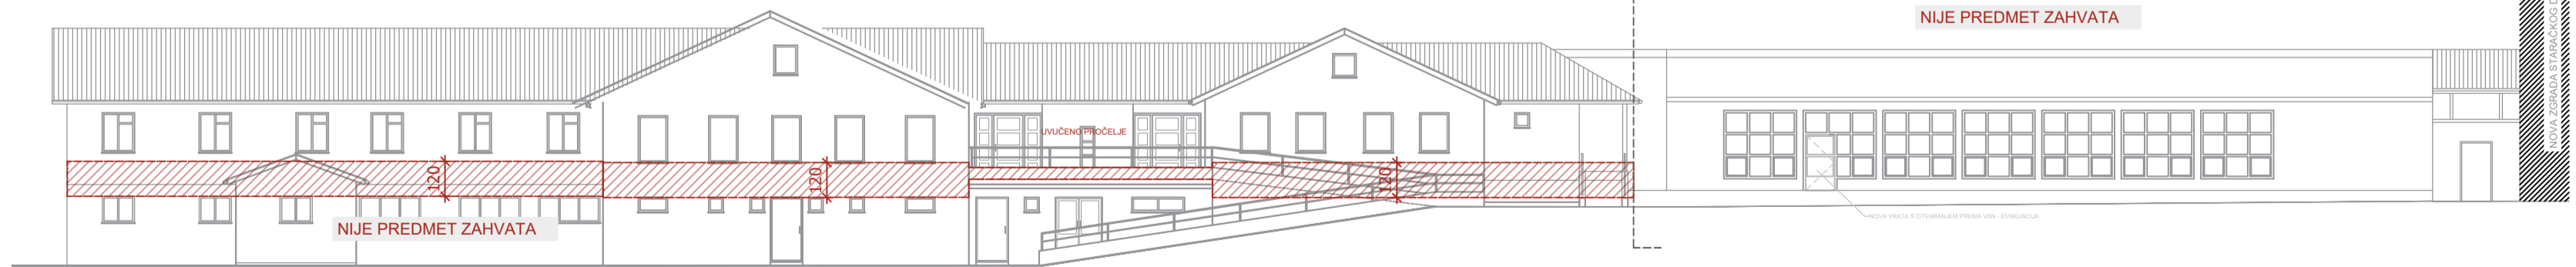 NIJE PREDMET ZAHVATA
UVUČENO PROČELJE
120
120
120
NIJE PREDMET ZAHVATA
NOVA VRATA S OTVARANJEM PREMA VAN - EVAKUACIJA
NOVA ZGRADA STARAČKOG